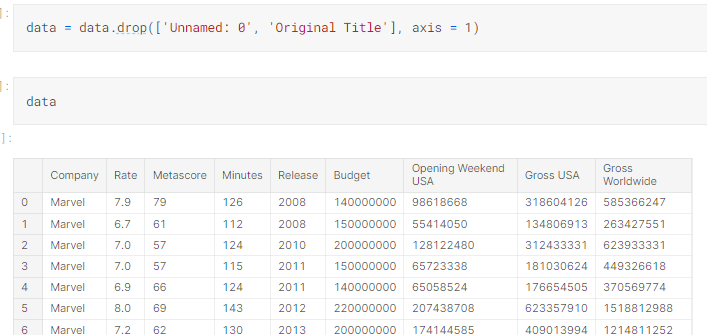 ]:
data = data.drop(['Unnamed: 0', 'Original Title'], axis = 1)
]:
data
]:
Company Rate Metascore Minutes Release Budget Opening Weekend USA Gross USA Gross Worldwide
0 Marvel 7.9 79 126 2008 140000000 98618668 318604126 585366247
1 Marvel 6.7 61 112 2008 150000000 55414050 134806913 263427551
2 Marvel 7.0 57 124 2010 200000000 128122480 312433331 623933331
3 Marvel 7.0 57 115 2011 150000000 65723338 181030624 449326618
4 Marvel 6.9 66 124 2011 140000000 65058524 176654505 370569774
5 Marvel 8.0 69 143 2012 220000000 207438708 623357910 1518812988
6 Marvel 7.2 62 130 2013 200000000 174144585 409013994 1214811252